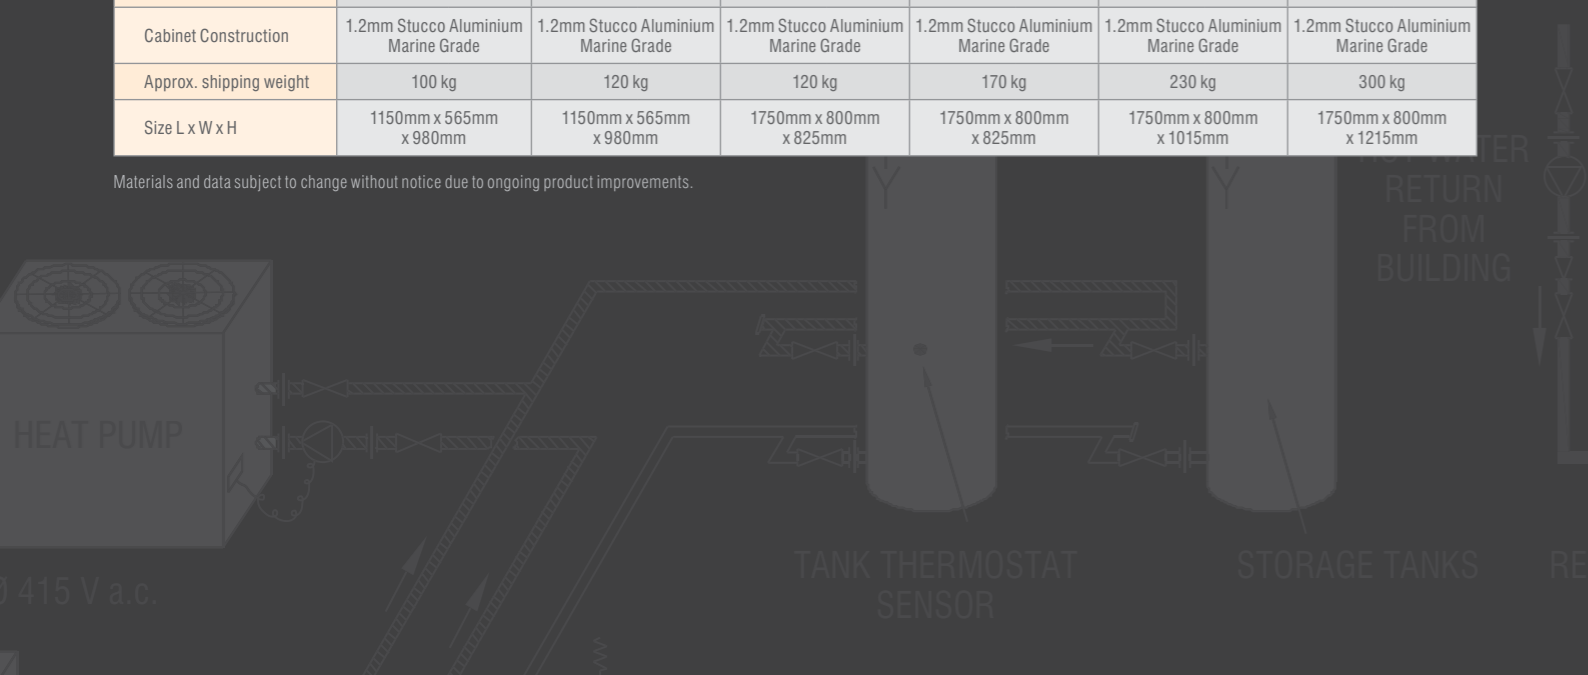 Cabinet Construction
1.2mm Stucco Aluminium Marine Grade
1.2mm Stucco Aluminium Marine Grade
1.2mm Stucco Aluminium Marine Grade
1.2mm Stucco Aluminium Marine Grade
1.2mm Stucco Aluminium Marine Grade
1.2mm Stucco Aluminium Marine Grade
Approx. shipping weight
100 kg
120 kg
120 kg
170 kg
230 kg
300 kg
Size L x W x H
1150mm x 565mm x 980mm
1150mm x 565mm x 980mm
1750mm x 800mm x 825mm
1750mm x 800mm x 825mm
1750mm x 800mm x 1015mm
1750mm x 800mm x 1215mm
Materials and data subject to change without notice due to ongoing product improvements.
RETURN
FROM
BUILDING
HEAT PUMP
TANK THERMOSTAT
SENSOR
STORAGE TANKS
415 V a.c.